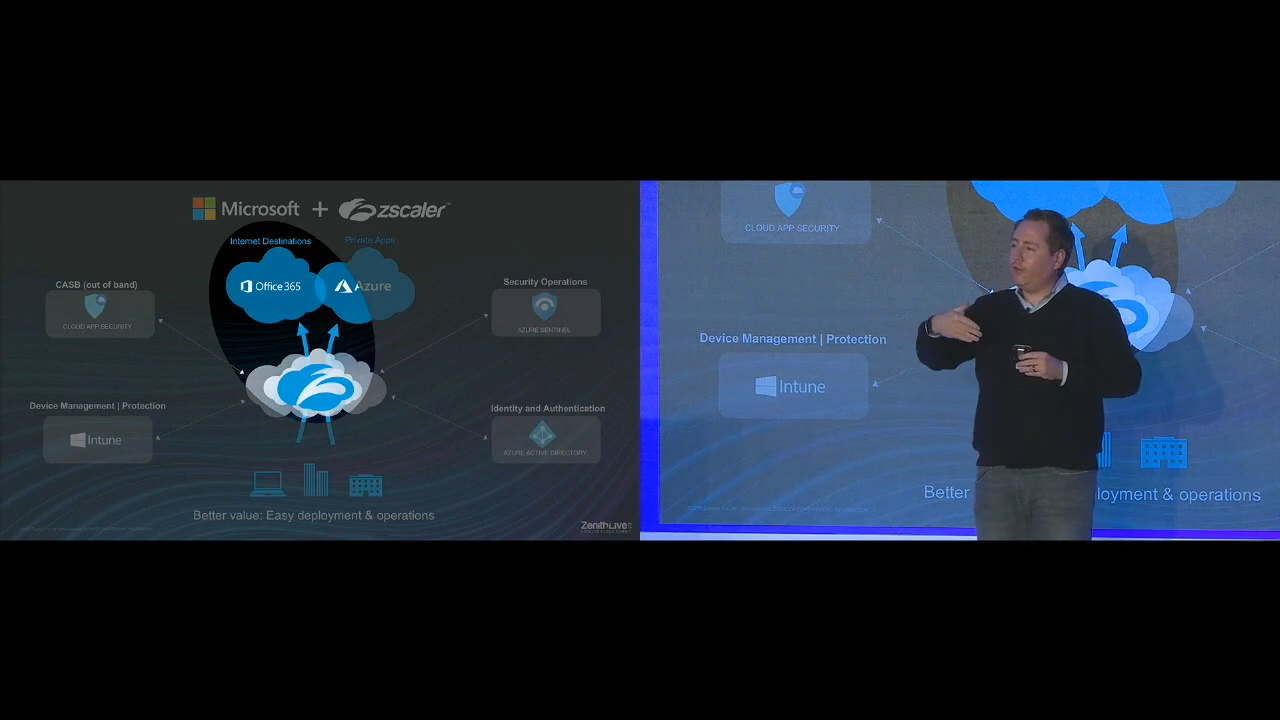 Microsoft + zscaler™
Internet Destinations
Private Apps
Office 365
Azure
CASB (out of band)
CLOUD APP SECURITY
Security Operations
AZURE SENTINEL
Device Management | Protection
Intune
Identity and Authentication
AZURE ACTIVE DIRECTORY
Better value: Easy deployment & operations
ZenithLive
CLOUD APP SECURITY
Device Management | Protection
Intune
Better
loyment & operations